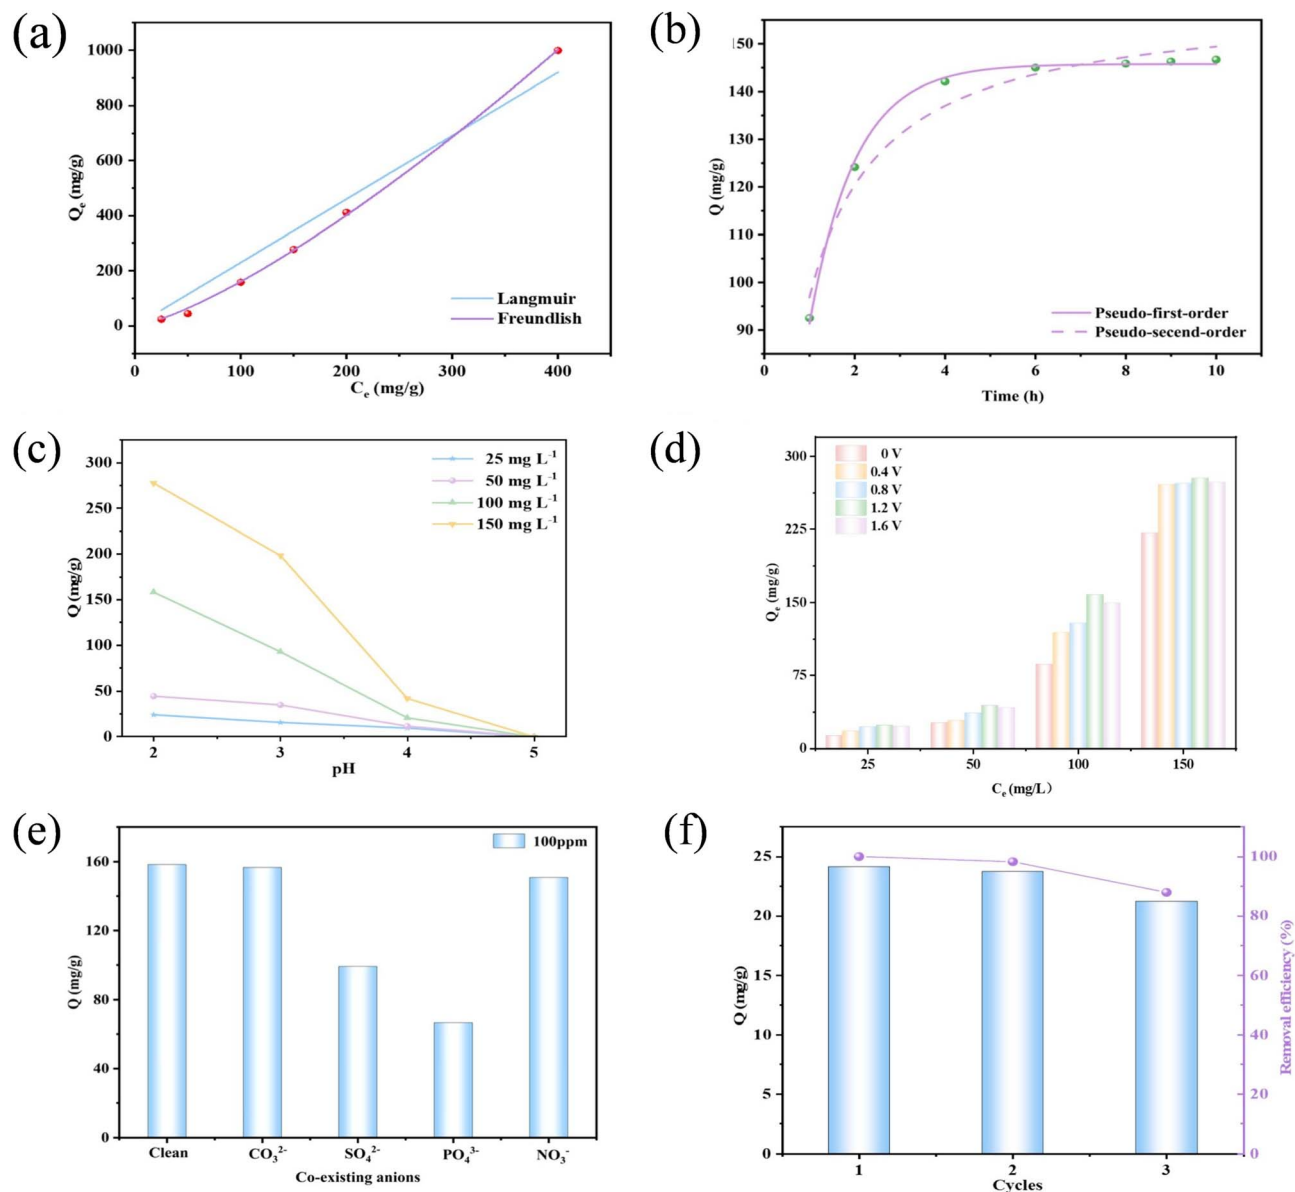 (a)
1000
800
600
400
200
0
Qe (mg/g)
Langmuir
Freundlish
0 100 200 300 400
Ce (mg/g)
(b)
150
140
130
120
110
100
90
Q (mg/g)
Pseudo-first-order
Pseudo-secend-order
0 2 4 6 8 10
Time (h)
(c)
300
250
200
150
100
50
0
Q (mg/g)
25 mg L-1
50 mg L-1
100 mg L-1
150 mg L-1
2 3 4 5
pH
(d)
300
225
150
75
0
Qe (mg/g)
0 V
0.4 V
0.8 V
1.2 V
1.6 V
25 50 100 150
Ce (mg/L）
(e)
160
120
80
40
0
Q (mg/g)
100ppm
Clean CO32- SO42- PO43- NO3-
Co-existing anions
(f)
25
20
15
10
5
0
Q (mg/g)
100
80
60
40
20
0
Removal efficiency (%)
1 2 3
Cycles